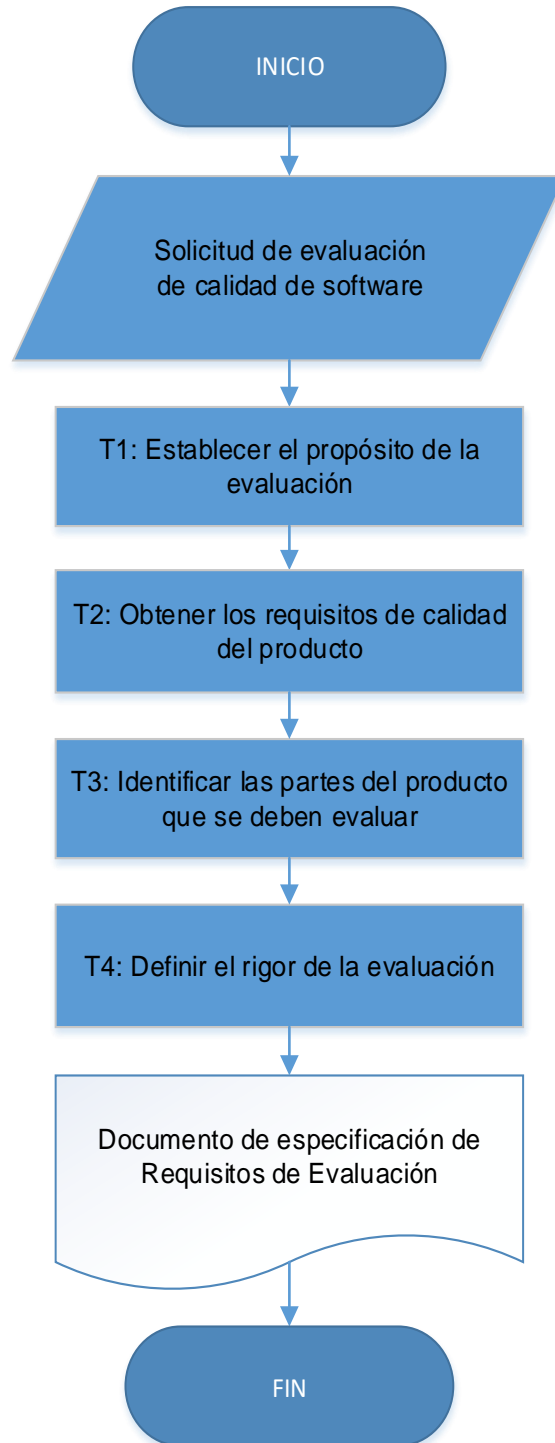 INICIO
Solicitud de evaluación
de calidad de software
T1: Establecer el propósito de la
evaluación
T2: Obtener los requisitos de calidad
del producto
T3: Identificar las partes del producto
que se deben evaluar
T4: Definir el rigor de la evaluación
Documento de especificación de
Requisitos de Evaluación
FIN